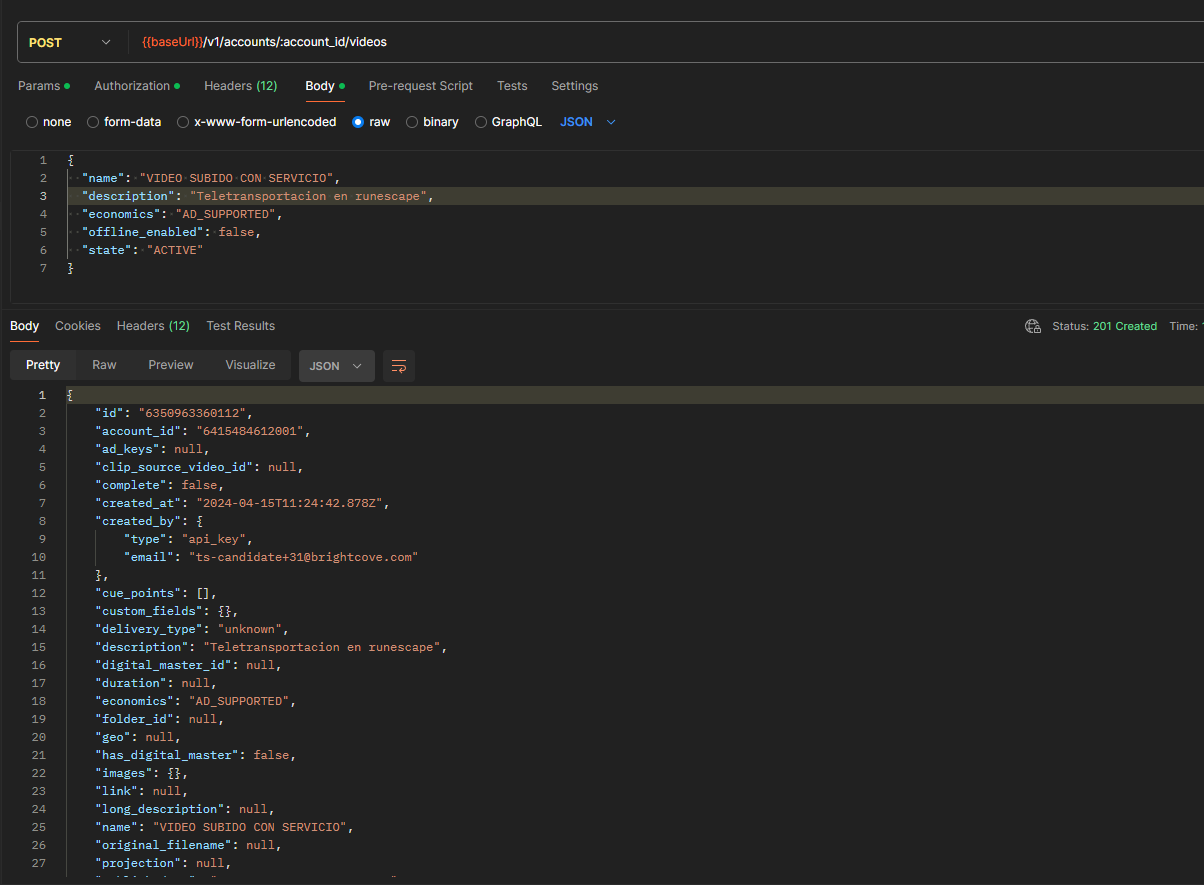 POST {{baseUrl}}/v1/accounts/:account_id/videos
Params Authorization Headers (12) Body Pre-request Script Tests Settings
none form-data x-www-form-urlencoded raw binary GraphQL JSON
1 {
2 "name": "VIDEO SUBIDO CON SERVICIO",
3 "description": "Teletransportacion en runescape",
4 "economics": "AD_SUPPORTED",
5 "offline_enabled": false,
6 "state": "ACTIVE"
7 }
Body Cookies Headers (12) Test Results Status: 201 Created Time:
Pretty Raw Preview Visualize JSON
1 {
2 "id": "6350963360112",
3 "account_id": "6415484612001",
4 "ad_keys": null,
5 "clip_source_video_id": null,
6 "complete": false,
7 "created_at": "2024-04-15T11:24:42.878Z",
8 "created_by": {
9 "type": "api_key",
10 "email": "ts-candidate+31@brightcove.com"
11 },
12 "cue_points": [],
13 "custom_fields": {},
14 "delivery_type": "unknown",
15 "description": "Teletransportacion en runescape",
16 "digital_master_id": null,
17 "duration": null,
18 "economics": "AD_SUPPORTED",
19 "folder_id": null,
20 "geo": null,
21 "has_digital_master": false,
22 "images": {},
23 "link": null,
24 "long_description": null,
25 "name": "VIDEO SUBIDO CON SERVICIO",
26 "original_filename": null,
27 "projection": null,